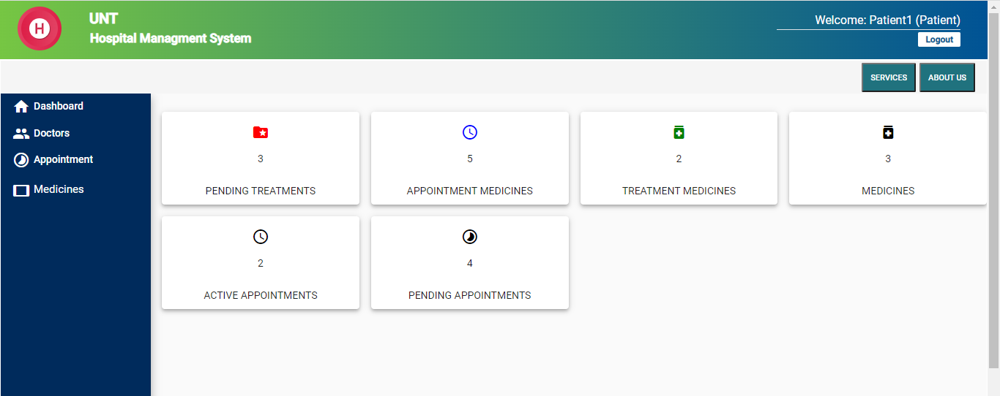 H
UNT
Hospital Managment System
Welcome: Patient1 (Patient)
Logout
SERVICES
ABOUT US
Dashboard
Doctors
Appointment
Medicines
3
PENDING TREATMENTS
5
APPOINTMENT MEDICINES
2
TREATMENT MEDICINES
3
MEDICINES
2
ACTIVE APPOINTMENTS
4
PENDING APPOINTMENTS